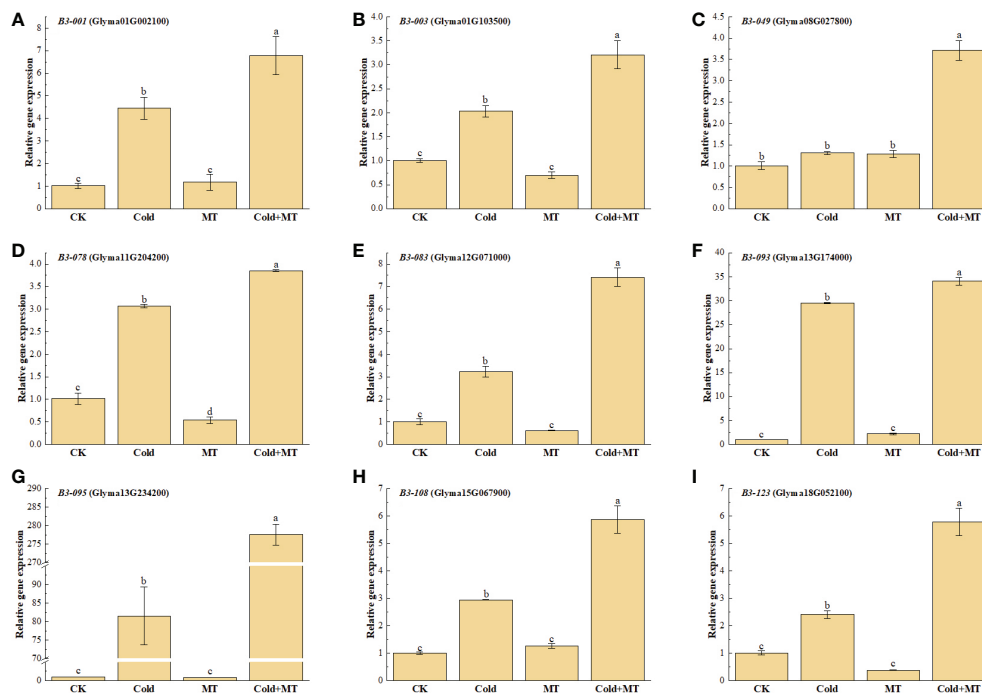 A
B3-001 (Glyma01G002100)
Relative gene expression
8
7
6
5
4
3
2
1
0
c
b
c
a
CK
Cold
MT
Cold+MT
B
B3-003 (Glyma01G103500)
Relative gene expression
4.0
3.5
3.0
2.5
2.0
1.5
1.0
0.5
0.0
c
b
c
a
CK
Cold
MT
Cold+MT
C
B3-049 (Glyma08G027800)
Relative gene expression
4.5
4.0
3.5
3.0
2.5
2.0
1.5
1.0
0.5
0.0
b
b
b
a
CK
Cold
MT
Cold+MT
D
B3-078 (Glyma11G204200)
Relative gene expression
4.0
3.5
3.0
2.5
2.0
1.5
1.0
0.5
0.0
c
b
d
a
CK
Cold
MT
Cold+MT
E
B3-083 (Glyma12G071000)
Relative gene expression
8
7
6
5
4
3
2
1
0
c
b
c
a
CK
Cold
MT
Cold+MT
F
B3-093 (Glyma13G174000)
Relative gene expression
40
35
30
25
20
15
10
5
0
c
b
c
a
CK
Cold
MT
Cold+MT
G
B3-095 (Glyma13G234200)
Relative gene expression
290
285
280
275
270
90
85
80
75
70
0
c
b
c
a
CK
Cold
MT
Cold+MT
H
B3-108 (Glyma15G067900)
Relative gene expression
7
6
5
4
3
2
1
0
c
b
c
a
CK
Cold
MT
Cold+MT
I
B3-123 (Glyma18G052100)
Relative gene expression
7
6
5
4
3
2
1
0
c
b
c
a
CK
Cold
MT
Cold+MT